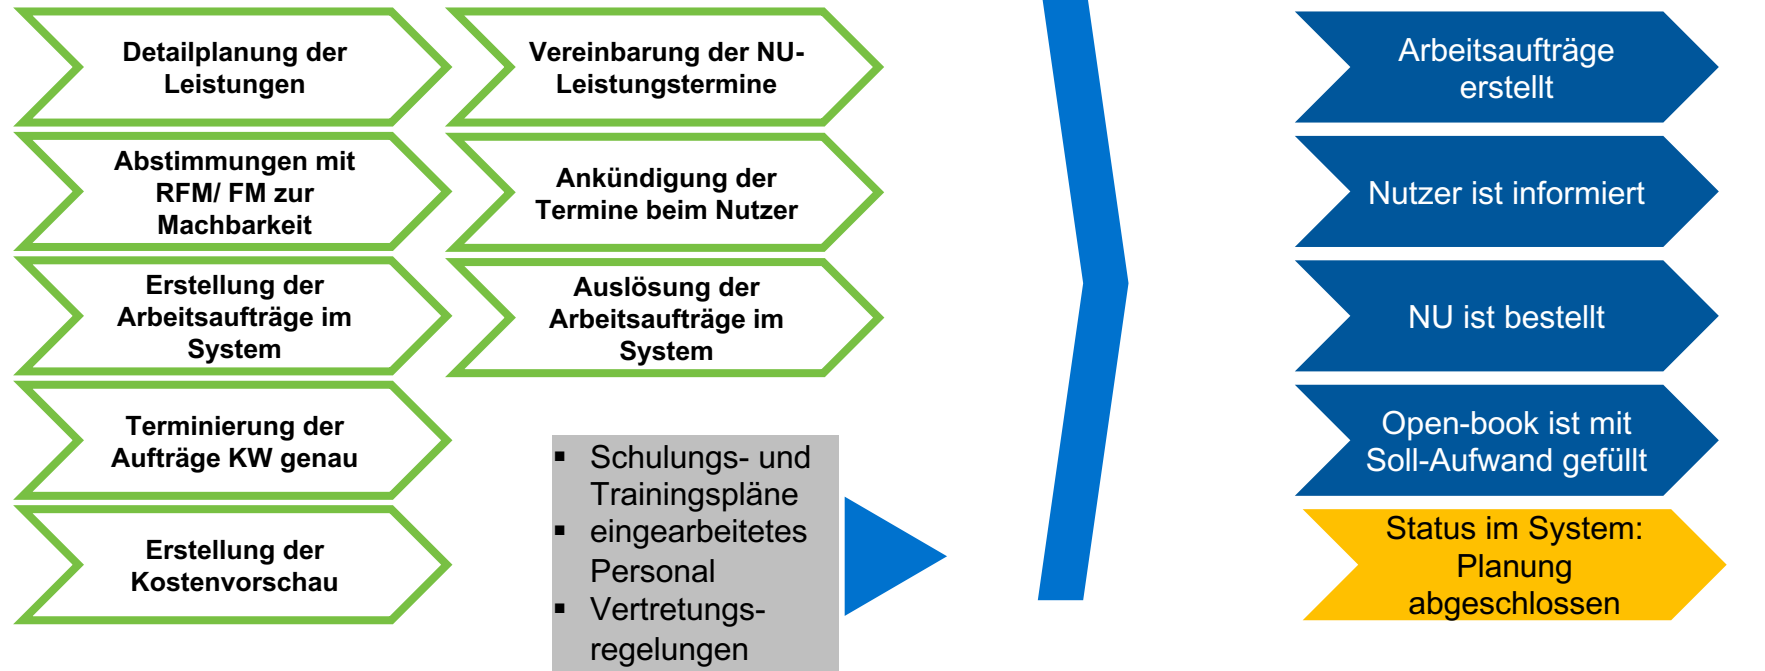 Detailplanung der
Leistungen
Abstimmungen mit
RFM/ FM zur
Machbarkeit
Erstellung der
Arbeitsaufträge im
System
Terminierung der
Aufträge KW genau
Erstellung der
Kostenvorschau
Vereinbarung der NU-
Leistungstermine
Ankündigung der
Termine beim Nutzer
Auslösung der
Arbeitsaufträge im
System
▪ Schulungs- und
Trainingspläne
▪ eingearbeitetes
Personal
▪ Vertretungs-
regelungen
Arbeitsaufträge
erstellt
Nutzer ist informiert
NU ist bestellt
Open-book ist mit
Soll-Aufwand gefüllt
Status im System:
Planung
abgeschlossen